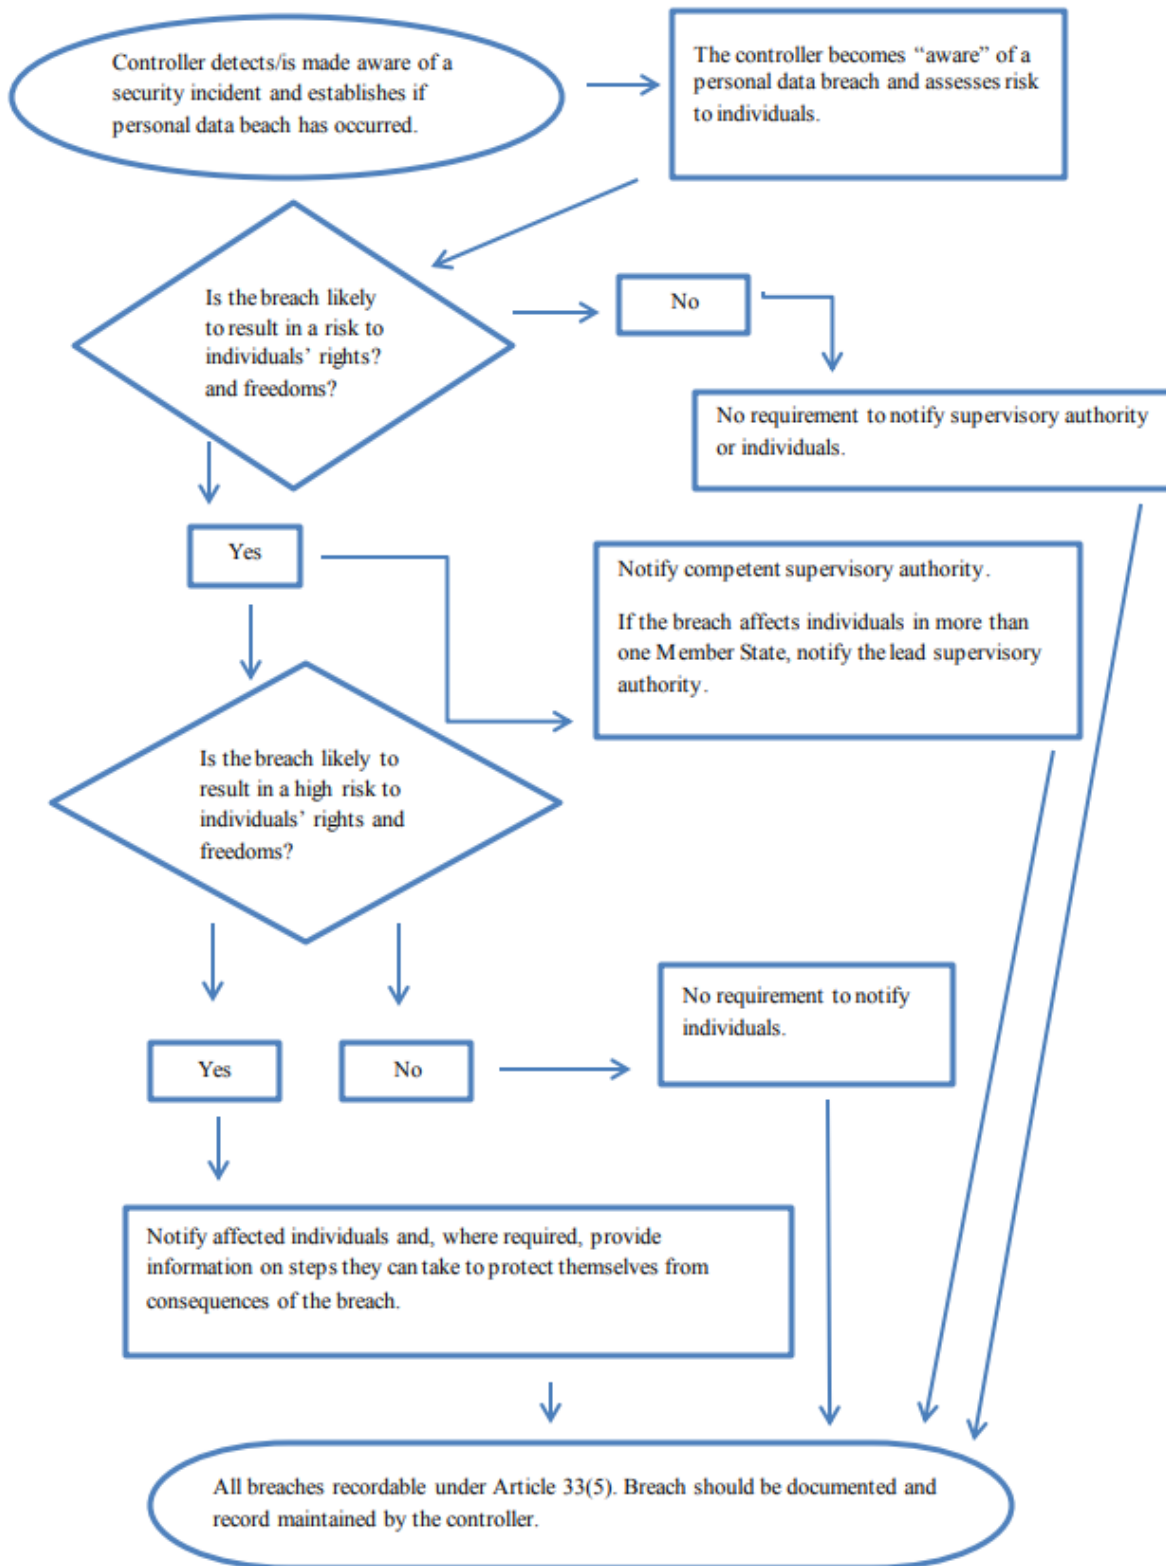 Controller detects/is made aware of a
security incident and establishes if
personal data beach has occurred.
The controller becomes “aware” of a
personal data breach and assesses risk
to individuals.
Is the breach likely
to result in a risk to
individuals’ rights?
and freedoms?
No
No requirement to notify supervisory authority
or individuals.
Yes
Notify competent supervisory authority.
If the breach affects individuals in more than
one Member State, notify the lead supervisory
authority.
Is the breach likely to
result in a high risk to
individuals’ rights and
freedoms?
No requirement to notify
individuals.
Yes
No
Notify affected individuals and, where required, provide
information on steps they can take to protect themselves from
consequences of the breach.
All breaches recordable under Article 33(5). Breach should be documented and
record maintained by the controller.